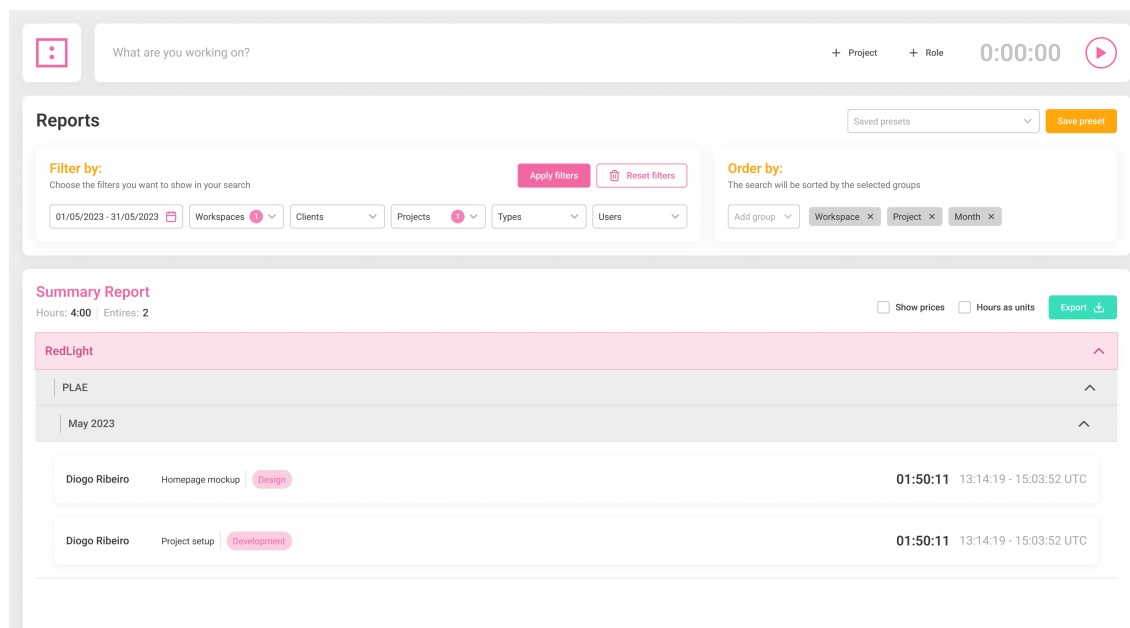 What are you working on?
+ Project
+ Role
0:00:00
Reports
Saved presets
Save preset
Filter by:
Choose the filters you want to show in your search
Apply filters
Reset filters
01/05/2023 - 31/05/2023
Workspaces 1
Clients
Projects 1
Types
Users
Order by:
The search will be sorted by the selected groups
Add group
Workspace ×
Project ×
Month ×
Summary Report
Hours: 4:00 | Entires: 2
Show prices
Hours as units
Export
RedLight
PLAE
May 2023
Diogo Ribeiro Homepage mockup Design 01:50:11 13:14:19 - 15:03:52 UTC
Diogo Ribeiro Project setup Development 01:50:11 13:14:19 - 15:03:52 UTC